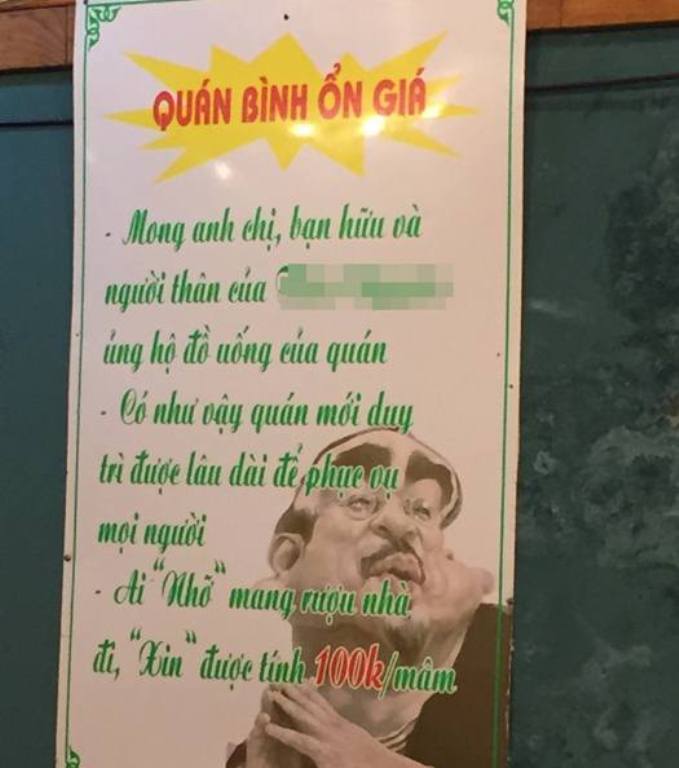 QUÁN BÌNH ỔN GIÁ
- Mong anh chị, bạn hữu và
người thân của
ủng hộ đồ uống của quán
- Có như vậy quán mới duy
trì được lâu dài để phục vụ
mọi người
- Ai "Nhỡ" mang rượu nhà
đi, "Xin" được tính 100k/mâm